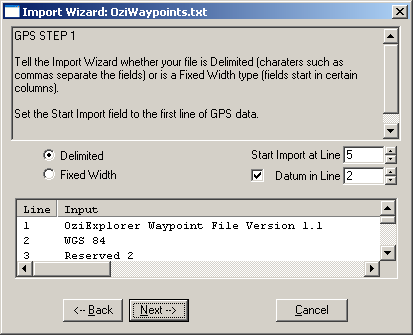 Import Wizard: OziWaypoints.txt
GPS STEP 1
Tell the Import Wizard whether your file is Delimited (charaters such as
commas separate the fields) or is a Fixed Width type (fields start in certain
columns).
Set the Start Import field to the first line of GPS data.
Delimited
Start Import at Line 5
Fixed Width
Datum in Line 2
Line Input
1 OziExplorer Waypoint File Version 1.1
2 WGS 84
3 Reserved 2
<-- Back Next --> Cancel